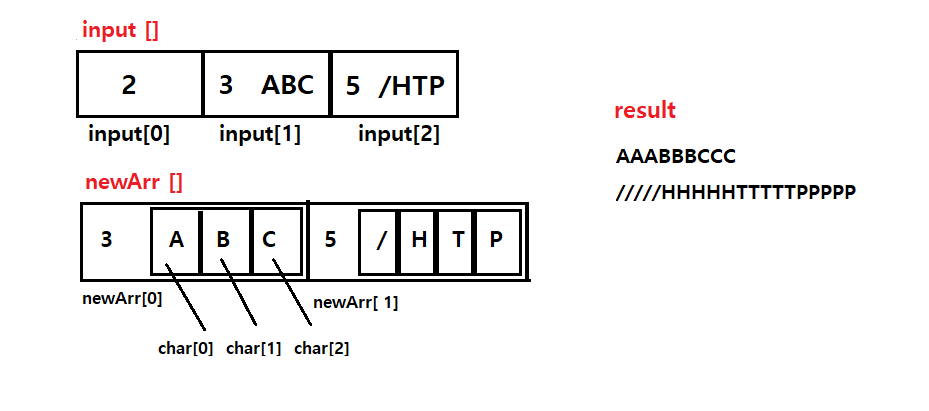 input []
2 3 ABC 5 /HTP
input[0] input[1] input[2]
result
AAABBBCCC
/////HHHHHTTTTTPPPPP
newArr []
3 A B C 5 / H T P
newArr[0] newArr[ 1]
char[0] char[1] char[2]